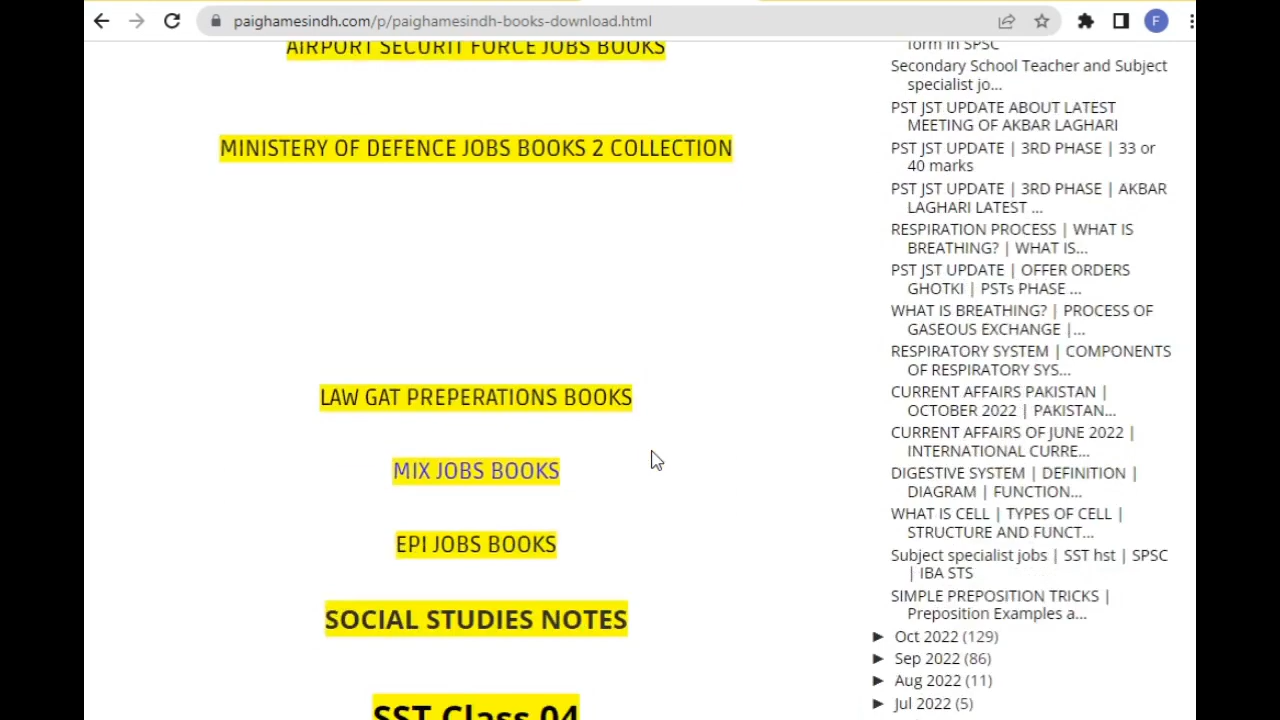 paighamesindh.com/p/paighamesindh-books-download.html
F
AIRPORT SECURIT FORCE JOBS BOOKS
MINISTERY OF DEFENCE JOBS BOOKS 2 COLLECTION
LAW GAT PREPERATIONS BOOKS
MIX JOBS BOOKS
EPI JOBS BOOKS
SOCIAL STUDIES NOTES
SST Class 04
form in SPSC
Secondary School Teacher and Subject
specialist jo...
PST JST UPDATE ABOUT LATEST
MEETING OF AKBAR LAGHARI
PST JST UPDATE | 3RD PHASE | 33 or
40 marks
PST JST UPDATE | 3RD PHASE | AKBAR
LAGHARI LATEST ...
RESPIRATION PROCESS | WHAT IS
BREATHING? | WHAT IS...
PST JST UPDATE | OFFER ORDERS
GHOTKI | PSTs PHASE ...
WHAT IS BREATHING? | PROCESS OF
GASEOUS EXCHANGE |...
RESPIRATORY SYSTEM | COMPONENTS
OF RESPIRATORY SYS...
CURRENT AFFAIRS PAKISTAN |
OCTOBER 2022 | PAKISTAN...
CURRENT AFFAIRS OF JUNE 2022 |
INTERNATIONAL CURRE...
DIGESTIVE SYSTEM | DEFINITION |
DIAGRAM | FUNCTION...
WHAT IS CELL | TYPES OF CELL |
STRUCTURE AND FUNCT...
Subject specialist jobs | SST hst | SPSC
| IBA STS
SIMPLE PREPOSITION TRICKS |
Preposition Examples a...
► Oct 2022 (129)
► Sep 2022 (86)
► Aug 2022 (11)
► Jul 2022 (5)